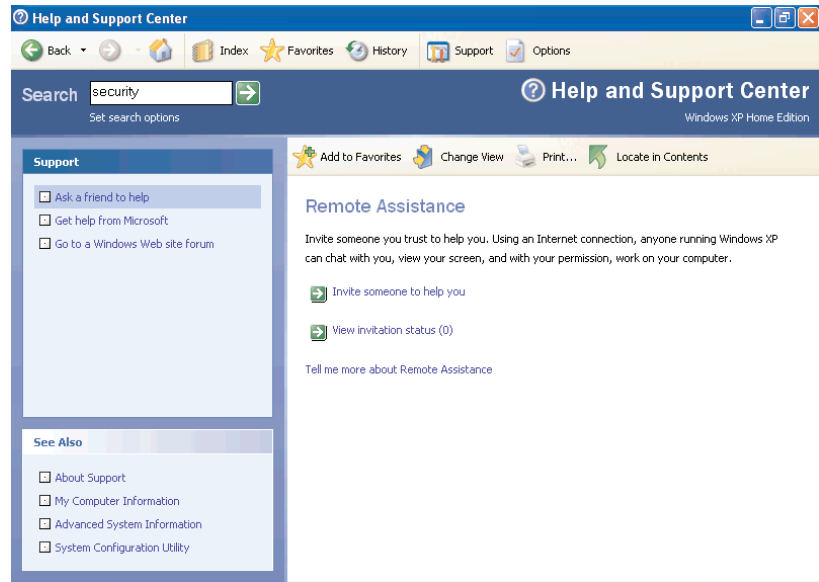 Help and Support Center
Back Index Favorites History Support Options
Search security
Set search options
Help and Support Center
Windows XP Home Edition
Support
Ask a friend to help
Get help from Microsoft
Go to a Windows Web site forum
See Also
About Support
My Computer Information
Advanced System Information
System Configuration Utility
Add to Favorites Change View Print... Locate in Contents
Remote Assistance
Invite someone you trust to help you. Using an Internet connection, anyone running Windows XP
can chat with you, view your screen, and with your permission, work on your computer.
Invite someone to help you
View invitation status (0)
Tell me more about Remote Assistance